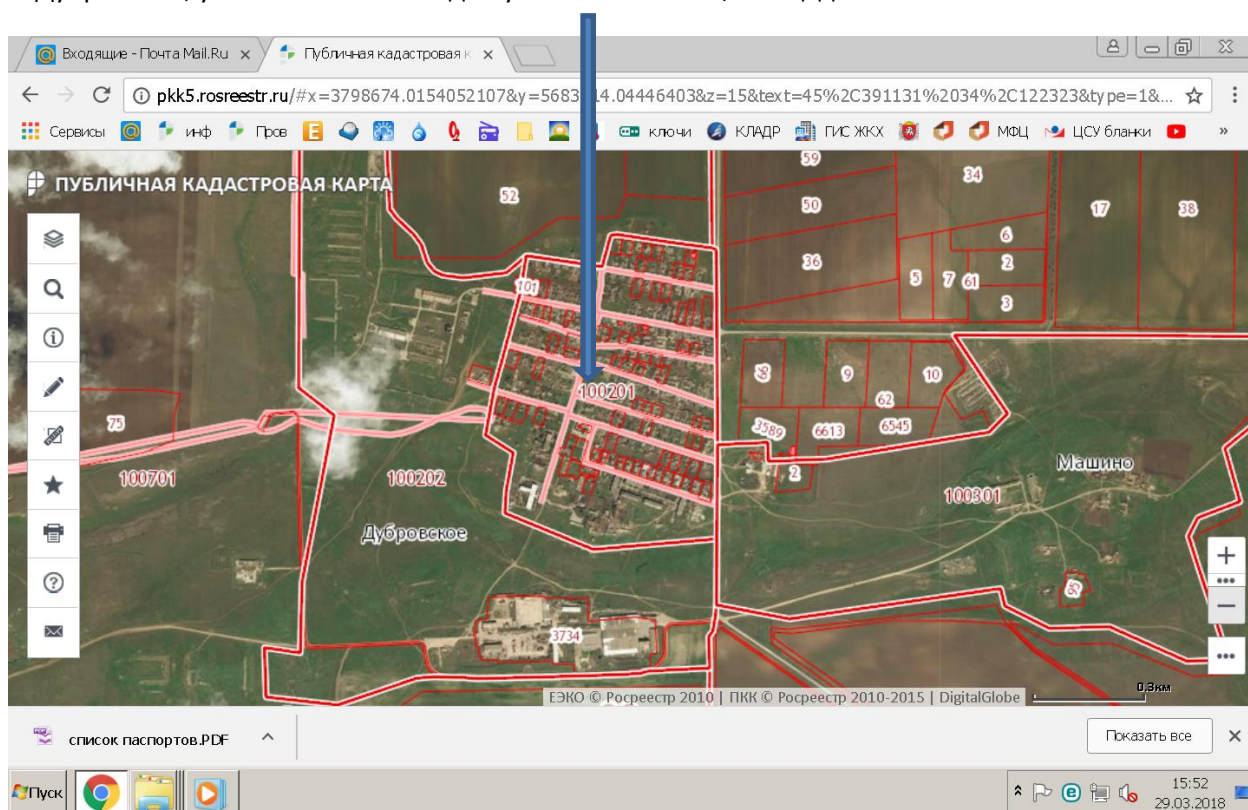 Входящие - Почта Mail.Ru
Публичная кадастровая к
pkk5.rosreestr.ru/#x=3798674.0154052107&y=5683 14.04446403&z=15&text=45%2C391131%2034%2C122323&type=1&...
Сервисы инф Пров ключи КЛАДР ГИС ЖКХ МФЦ ЦСУ бланки »
ПУБЛИЧНАЯ КАДАСТРОВАЯ КАРТА
59
52
34
50
17
38
6
36
2
5
7
61
101
3
96
9
10
100201
62
75
3589
6613
6545
Машино
2
100701
100202
100301
Дубровское
85
3734
0.3км
ЕЭКО © Росреестр 2010 | ПКК © Росреестр 2010-2015 | DigitalGlobe
список паспортов.PDF
Показать все
Пуск
15:52
29.03.2018